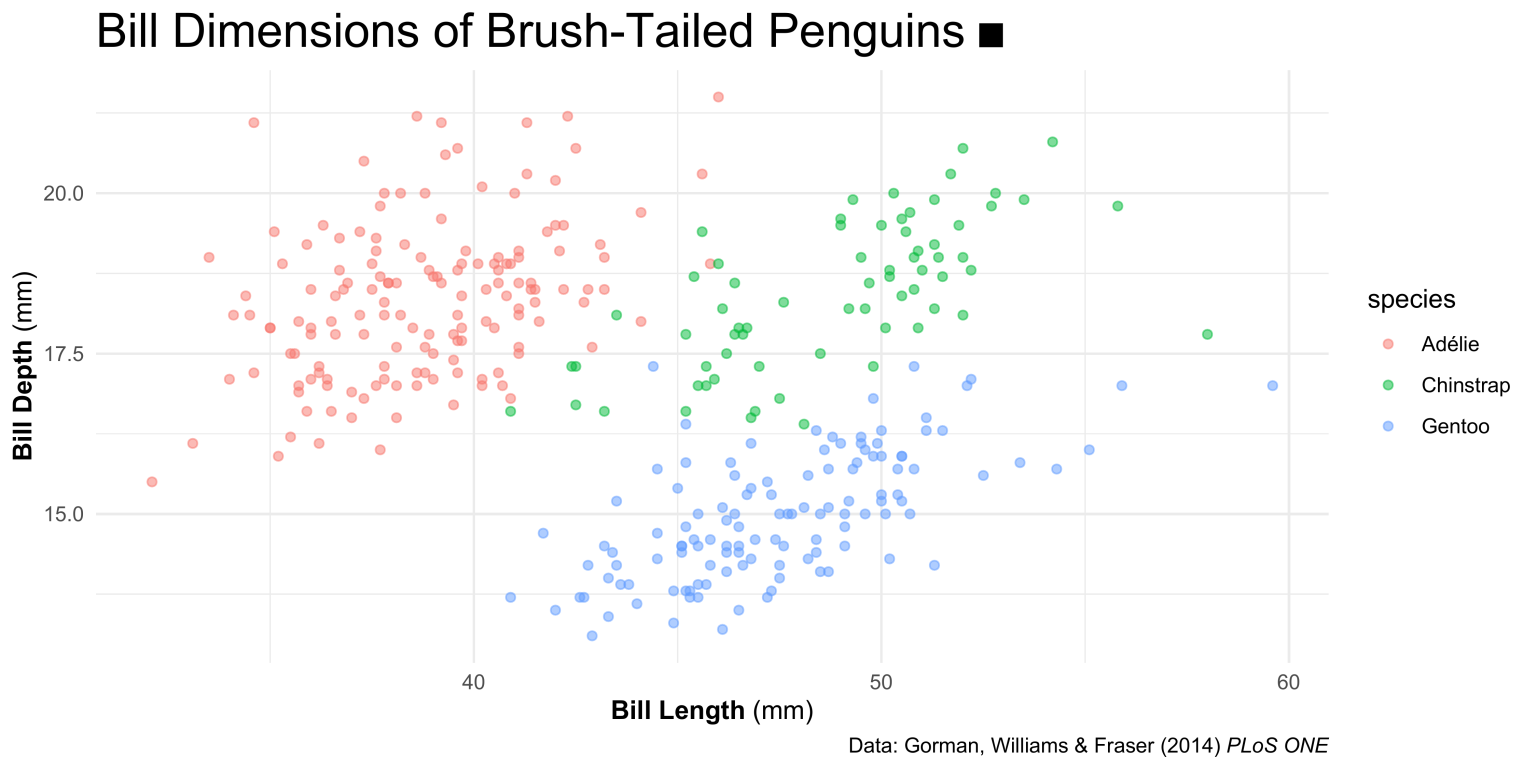 Bill Dimensions of Brush-Tailed Penguins ■
20.0
17.5
15.0
Bill Depth (mm)
40 50 60
Bill Length (mm)
species
Adélie
Chinstrap
Gentoo
Data: Gorman, Williams & Fraser (2014) PLoS ONE